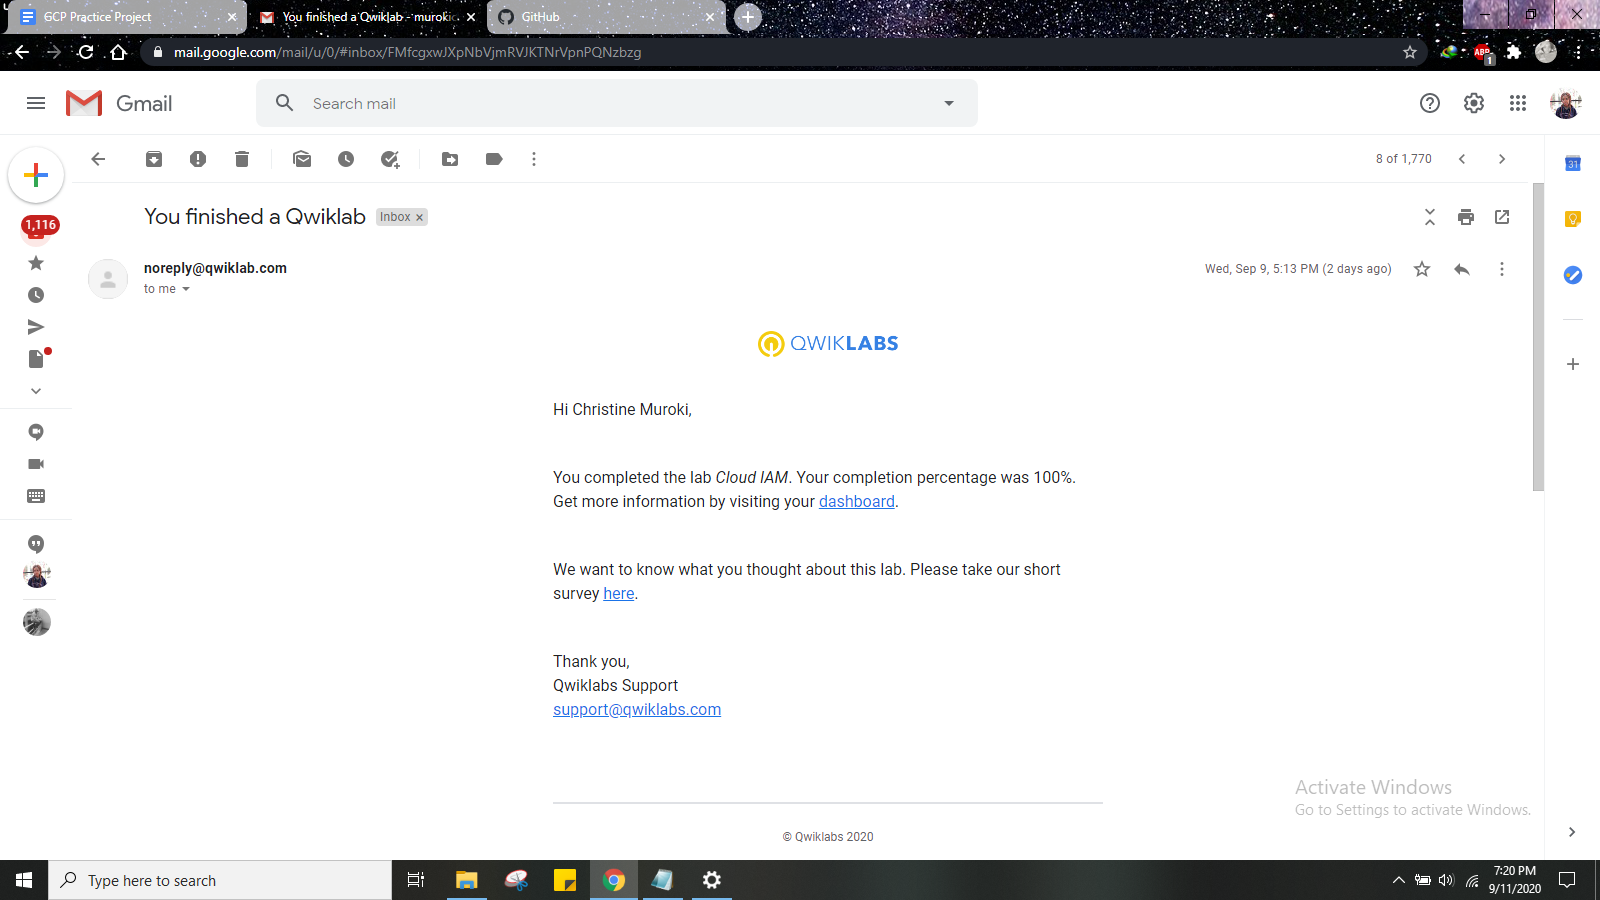 GCP Practice Project
You finished a Qwiklab - muroki
GitHub
mail.google.com/mail/u/0/#inbox/FMfcgxwJXpNbVjmRVJKTNrVpnPQNzbzg
ABP
1
Gmail
Search mail
8 of 1,770
31
1,116
You finished a Qwiklab
Inbox x
noreply@qwiklab.com
Wed, Sep 9, 5:13 PM (2 days ago)
to me
QWIKLABS
Hi Christine Muroki,
You completed the lab Cloud IAM. Your completion percentage was 100%.
Get more information by visiting your dashboard.
We want to know what you thought about this lab. Please take our short
survey here.
Thank you,
Qwiklabs Support
support@qwiklabs.com
Activate Windows
Go to Settings to activate Windows.
© Qwiklabs 2020
Type here to search
7:20 PM
9/11/2020